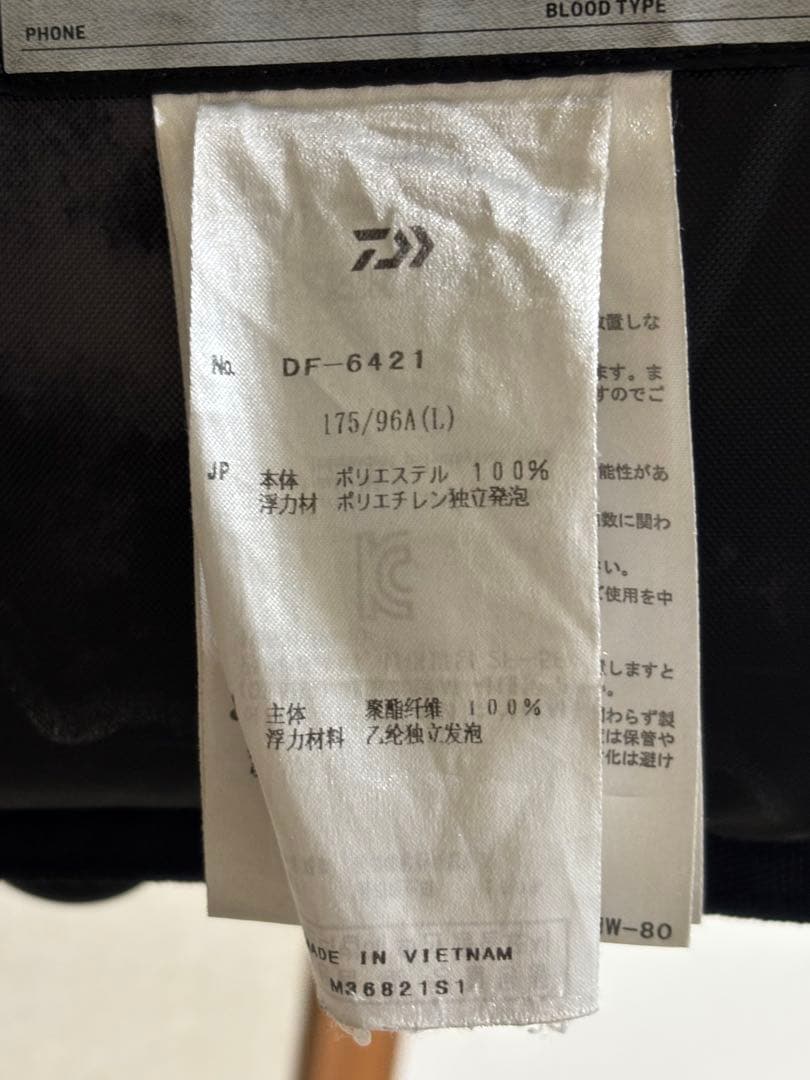 BLOOD TYPE
PHONE
No. DF-6421
175/96A(L)
JP 本体 ポリエステル 100%
浮力材 ポリエチレン独立発泡
主体 聚酯纤维 100%
浮力材料 乙纶独立发泡
ADE IN VIETNAM
M36821S1
置しな
ます。ま
すのでご
能性があ
数に関わ
い。
使用を中
しますと
。
わらず製
は保管や
化は避け
W-80